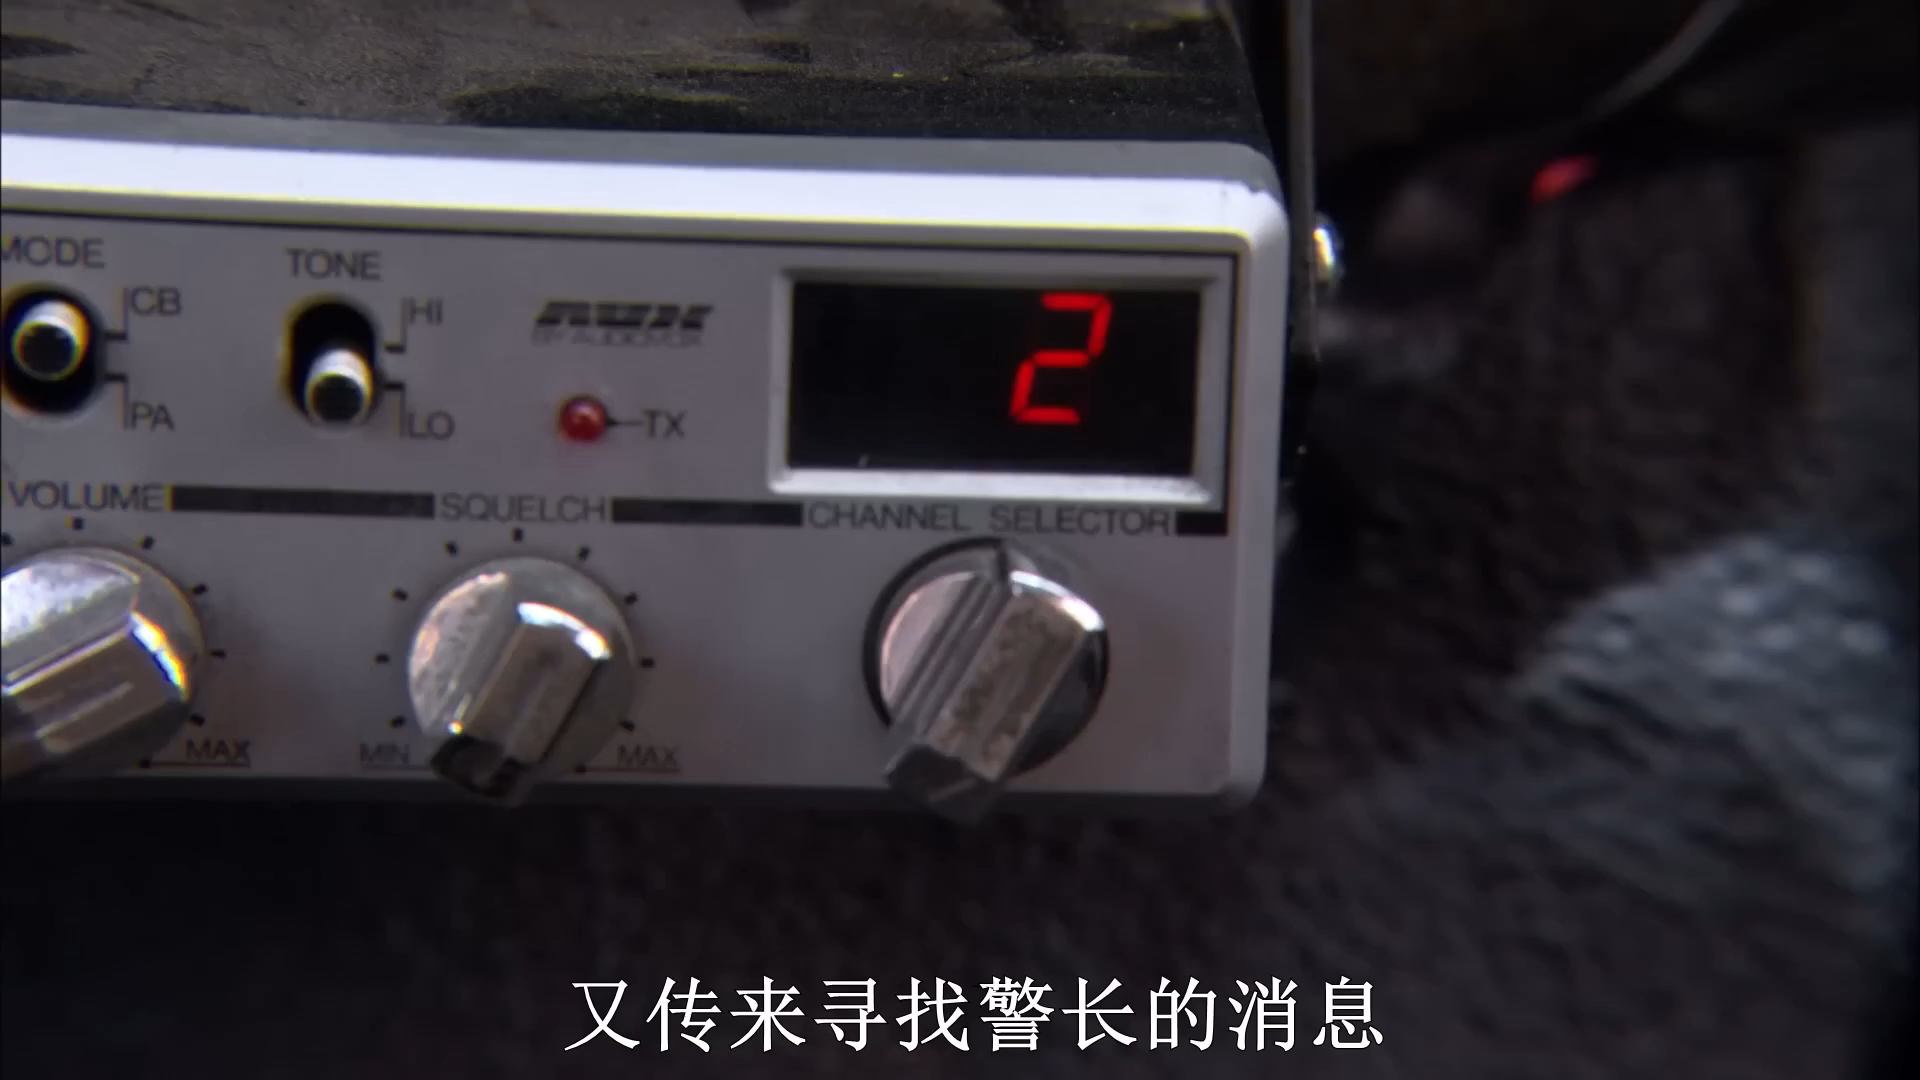 MODE
TONE
CB
HI
2
PA
LO
TX
VOLUME
SQUELCH
CHANNEL SELECTOR
MAX
MIN
MAX
又传来寻找警长的消息